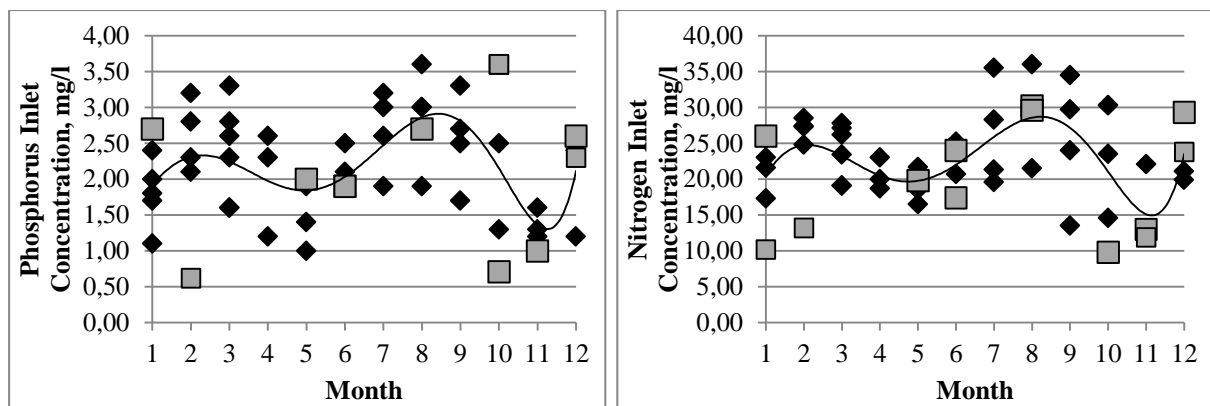 Phosphorus Inlet
Concentration, mg/l
4,00
3,50
3,00
2,50
2,00
1,50
1,00
0,50
0,00
1 2 3 4 5 6 7 8 9 10 11 12
Month
Nitrogen Inlet
Concentration, mg/l
40,00
35,00
30,00
25,00
20,00
15,00
10,00
5,00
0,00
1 2 3 4 5 6 7 8 9 10 11 12
Month